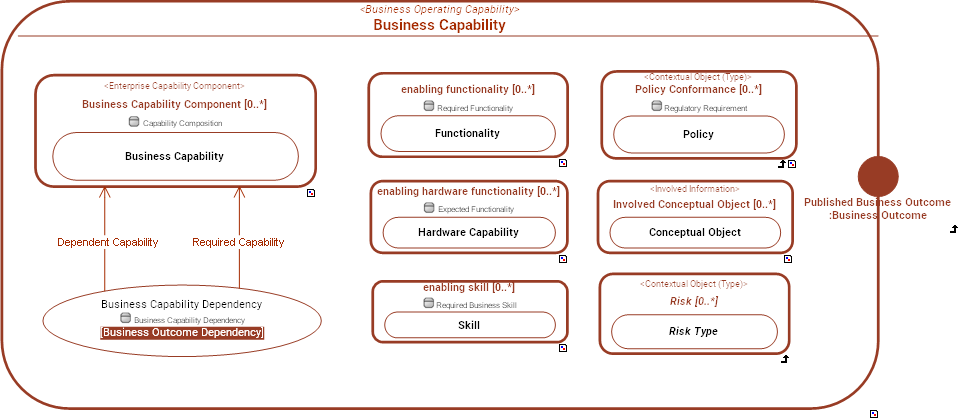 <Business Operating Capability>
Business Capability
<Enterprise Capability Component>
Business Capability Component [0..*]
Capability Composition
Business Capability
Dependent Capability
Required Capability
Business Capability Dependency
Business Capability Dependency
Business Outcome Dependency
enabling functionality [0..*]
Required Functionality
Functionality
enabling hardware functionality [0..*]
Expected Functionality
Hardware Capability
enabling skill [0..*]
Required Business Skill
Skill
<Contextual Object (Type)>
Policy Conformance [0..*]
Regulatory Requirement
Policy
<Involved Information>
Involved Conceptual Object [0..*]
Conceptual Object
<Contextual Object (Type)>
Risk [0..*]
Risk Type
Published Business Outcome
:Business Outcome